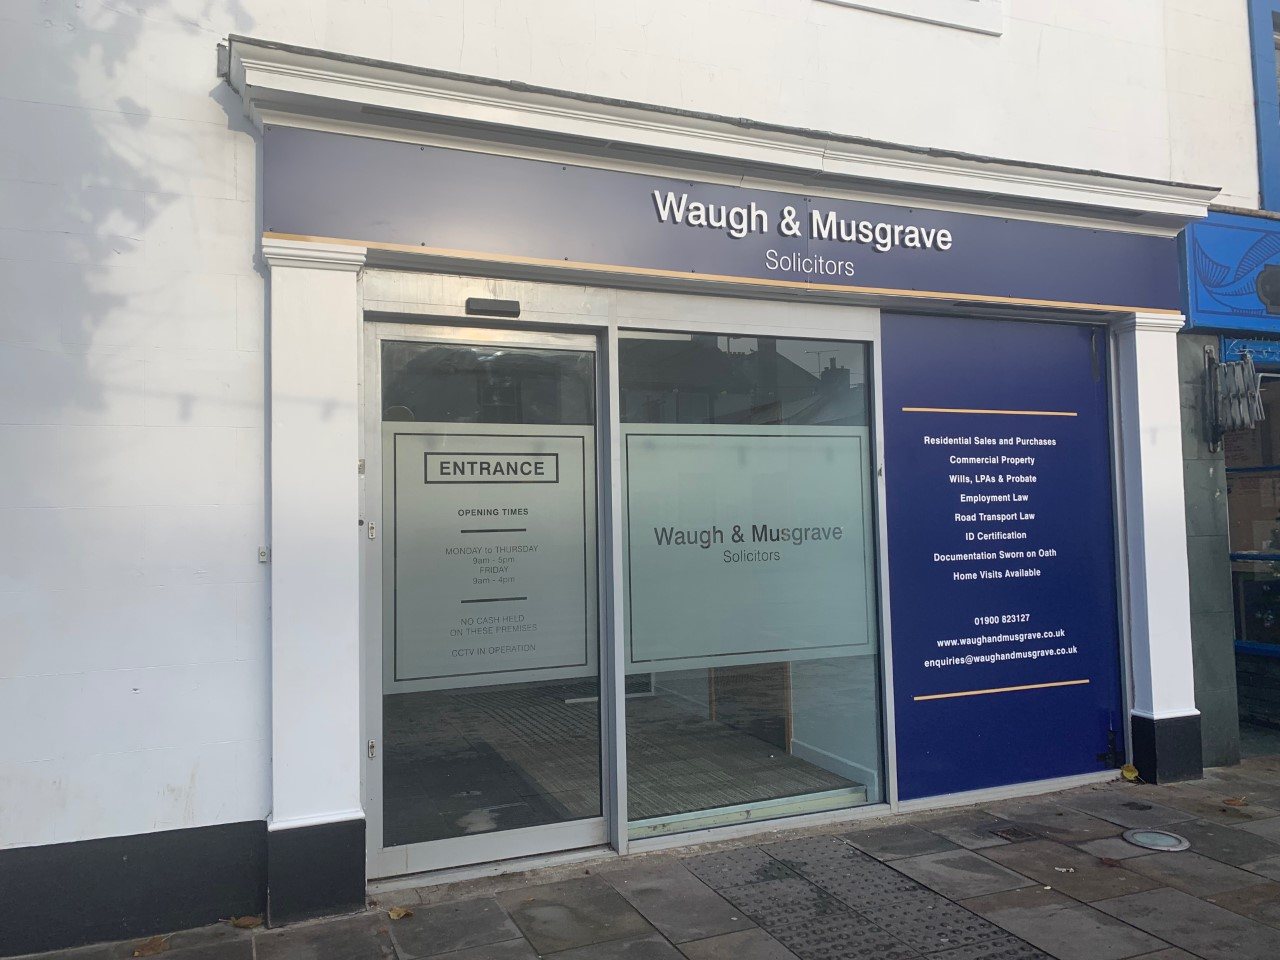 Waugh & Musgrave
Solicitors
ENTRANCE
OPENING TIMES
MONDAY to THURSDAY
9am - 5pm
FRIDAY
9am - 4pm
NO CASH HELD
ON THESE PREMISES
CCTV IN OPERATION
Waugh & Musgrave
Solicitors
Residential Sales and Purchases
Commercial Property
Wills, LPAs & Probate
Employment Law
Road Transport Law
ID Certification
Documentation Sworn on Oath
Home Visits Available
01900 823127
www.waughandmusgrave.co.uk
enquiries@waughandmusgrave.co.uk